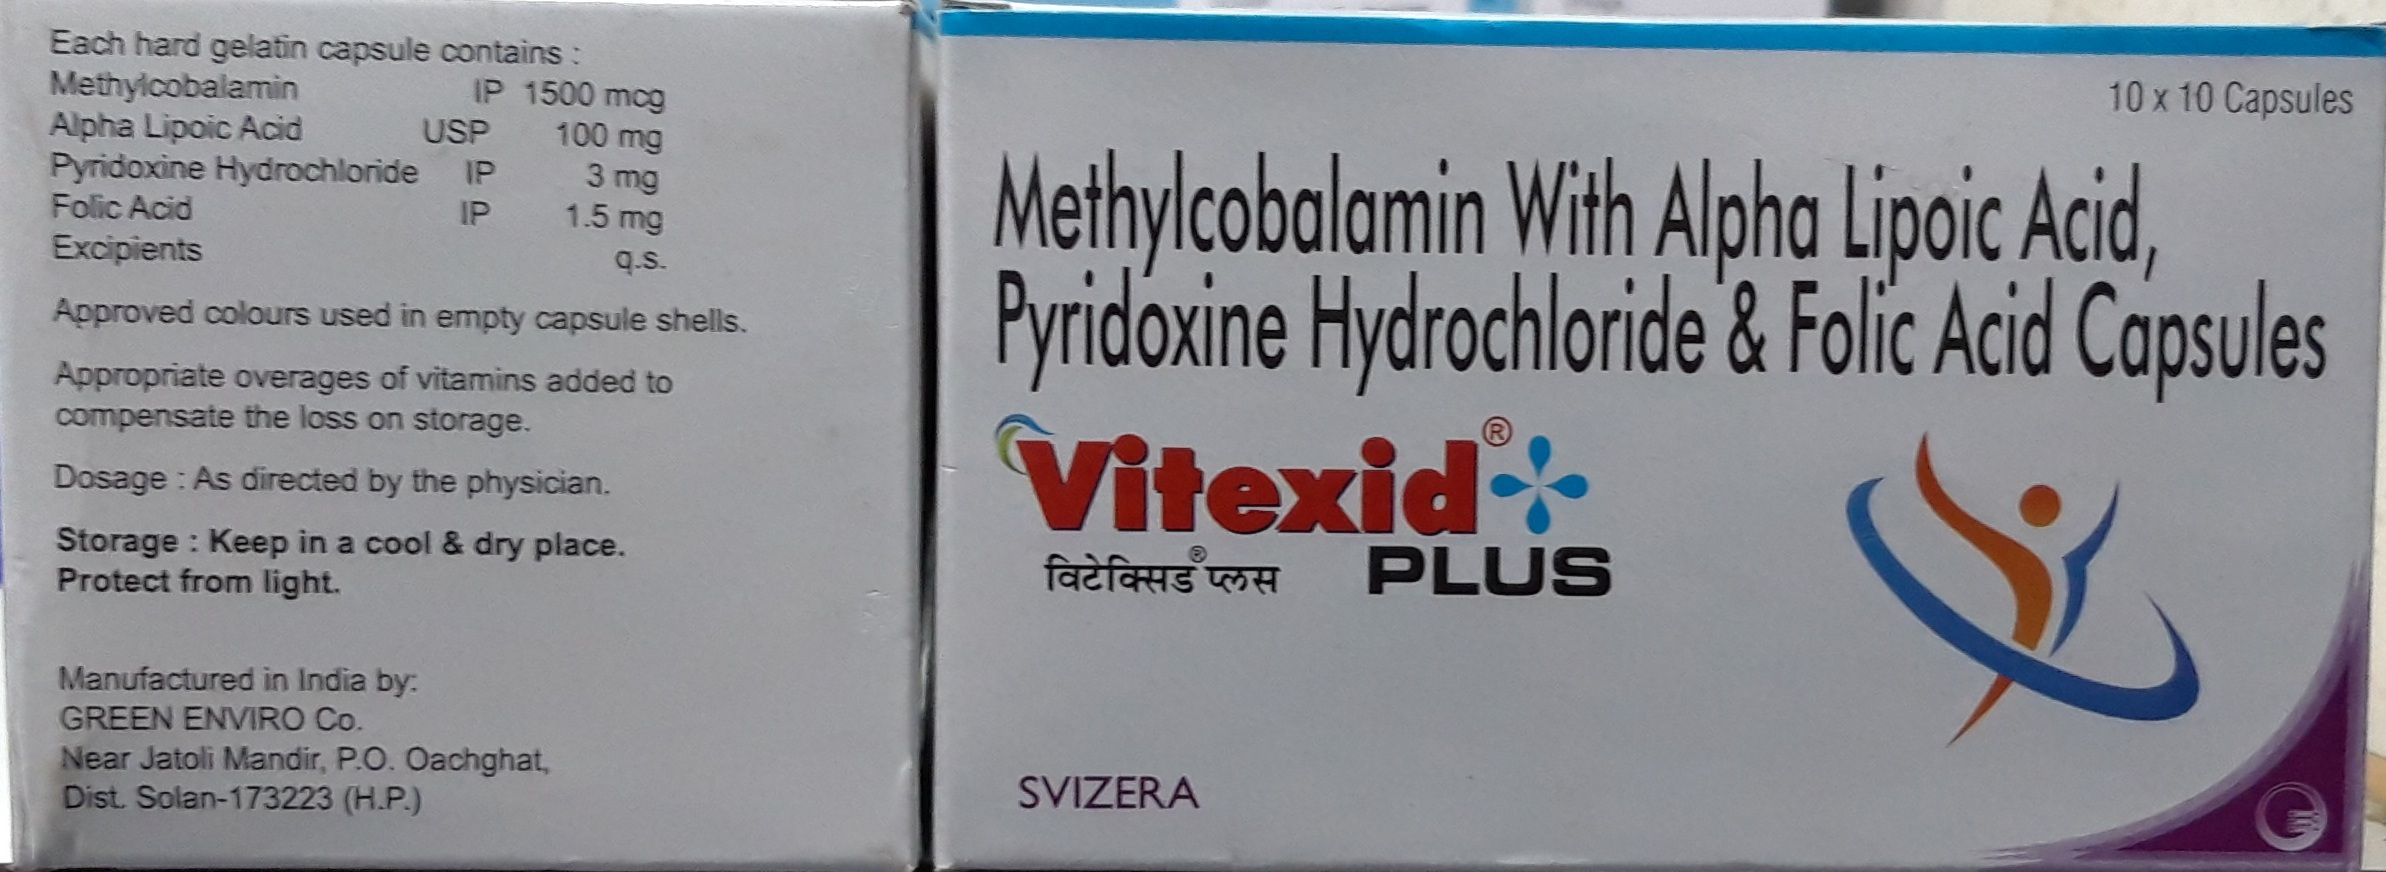 Each hard gelatin capsule contains :
Methylcobalamin IP 1500 mcg
Alpha Lipoic Acid USP 100 mg
Pyridoxine Hydrochloride IP 3 mg
Folic Acid IP 1.5 mg
Excipients q.s.
Approved colours used in empty capsule shells.
Appropriate overages of vitamins added to
compensate the loss on storage.
Dosage : As directed by the physician.
Storage : Keep in a cool & dry place.
Protect from light.
Manufactured in India by:
GREEN ENVIRO Co.
Near Jatoli Mandir, P.O. Oachghat,
Dist. Solan-173223 (H.P.)
10 x 10 Capsules
Methylcobalamin With Alpha Lipoic Acid,
Pyridoxine Hydrochloride & Folic Acid Capsules
Vitexid®
विटेक्सिड® प्लस PLUS
SVIZERA